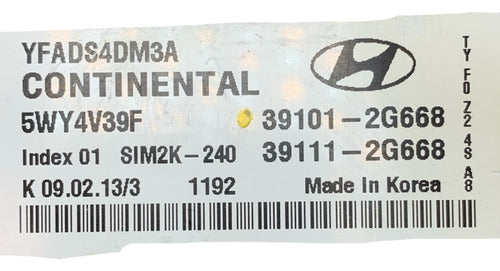 YFADS4DM3A
CONTINENTAL
5WY4V39F 39101-2G668
Index 01 SIM2K-240 39111-2G668
K 09.02.13/3 1192 Made In Korea
TY F0 Z2 4S A8